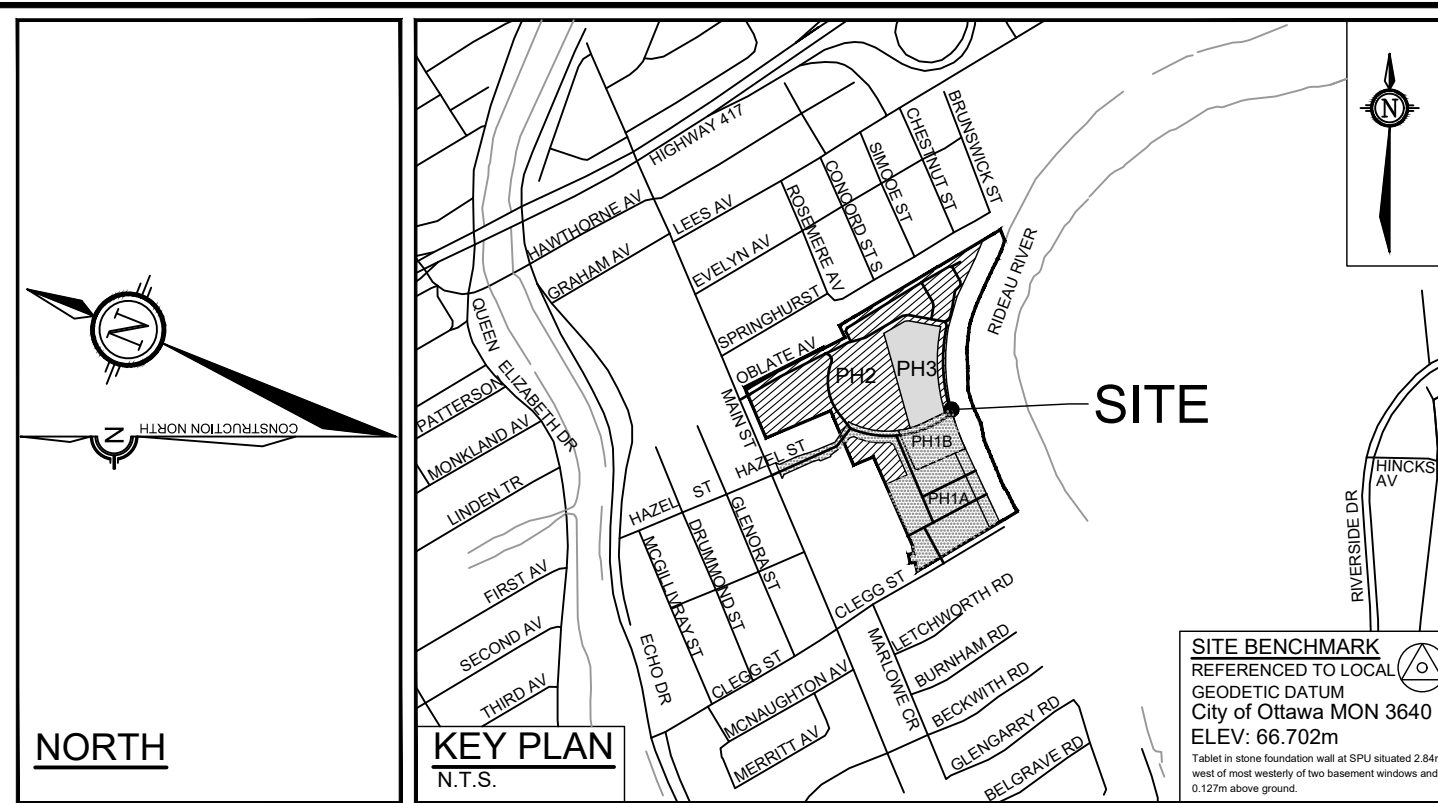 N
CONSTRUCTION NORTH
N
NORTH
HIGHWAY 417
HAWTHORNE AV
GRAHAM AV
LEES AV
EVELYN AV
SPRINGHURST
OBLATE AV
ROSEMERE AV
CONCORD ST S
SIMCOE ST
CHESTNUT ST
BRUNSWICK ST
RIDEAU RIVER
QUEEN ELIZABETH DR
PATTERSON
MONKLAND AV
LINDEN TR
FIRST AV
SECOND AV
THIRD AV
MAIN ST
HAZEL ST
HAZEL ST
GLENORA ST
DRUMMOND ST
MCGILLIVRAY ST
ECHO DR
CLEGG ST
CLEGG ST
MCNAUGHTON AV
MERRITT AV
MARLOWE CR
LETCHWORTH RD
BURNHAM RD
BECKWITH RD
GLENGARRY RD
BELGRAVE RD
PH2
PH3
PH1B
PH1A
SITE
KEY PLAN
N.T.S.
N
HINCKS
AV
RIVERSIDE DR
SITE BENCHMARK
REFERENCED TO LOCAL
GEODETIC DATUM
City of Ottawa MON 3640
ELEV: 66.702m
Tablet in stone foundation wall at SPU situated 2.84m
west of most westerly of two basement windows and
0.127m above ground.